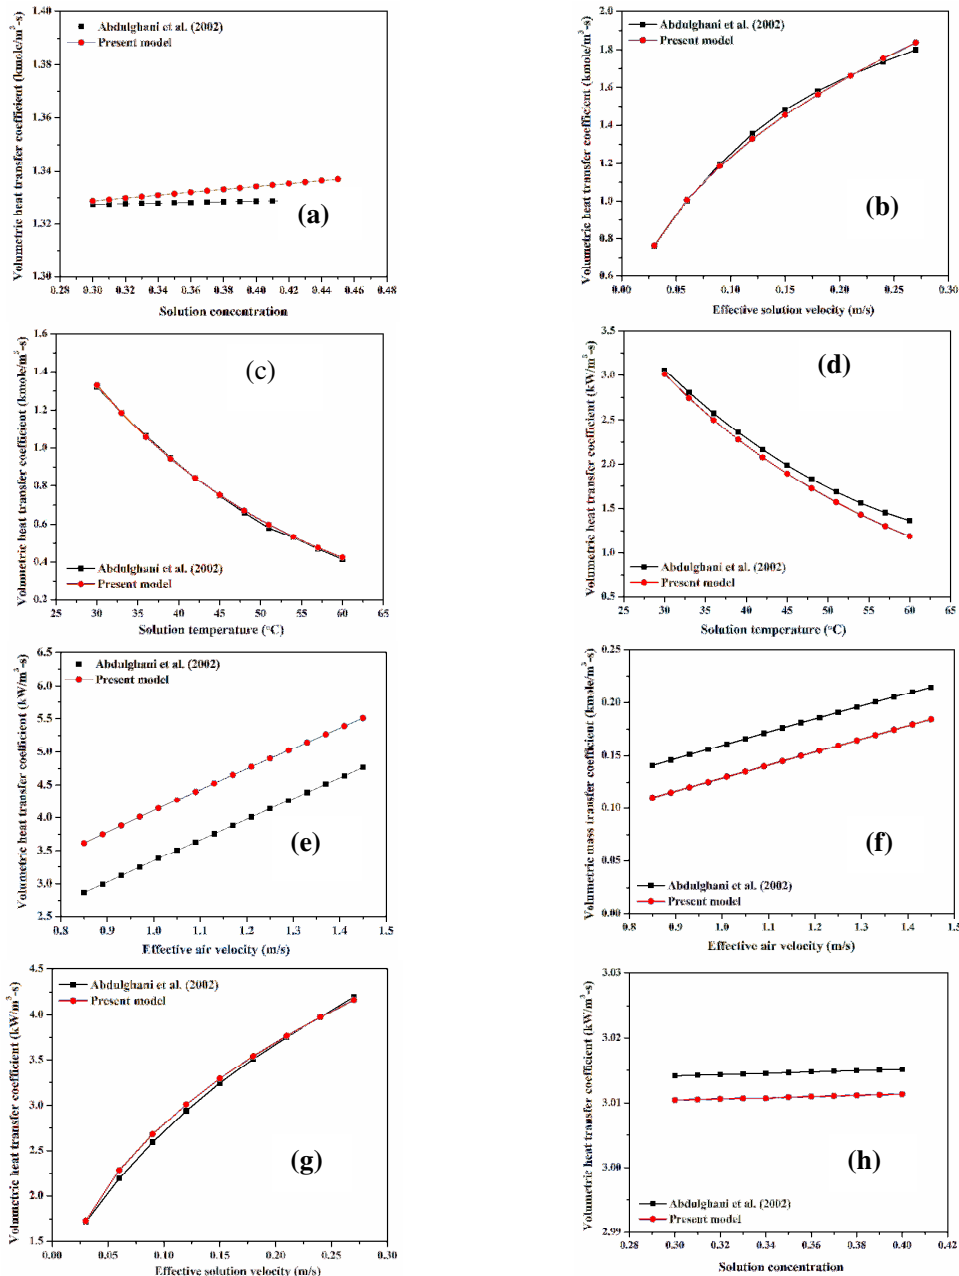 1.40
1.38
1.36
1.34
1.32
1.30
Volumetric heat transfer coefficient (kmole/m³-s)
Abdulghani et al. (2002)
Present model
(a)
0.28 0.30 0.32 0.34 0.36 0.38 0.40 0.42 0.44 0.46 0.48
Solution concentration
2.0
1.8
1.6
1.4
1.2
1.0
0.8
0.6
Volumetric heat transfer coefficient (kmole/m³-s)
Abdulghani et al. (2002)
Present model
(b)
0.00 0.05 0.10 0.15 0.20 0.25 0.30
Effective solution velocity (m/s)
1.6
1.4
1.2
1.0
0.8
0.6
0.4
0.2
Volumetric heat transfer coefficient (kmole/m³-s)
(c)
Abdulghani et al. (2002)
Present model
25 30 35 40 45 50 55 60 65
Solution temperature (°C)
3.5
3.0
2.5
2.0
1.5
1.0
0.5
Volumetric heat transfer coefficient (kW/m³-s)
(d)
Abdulghani et al. (2002)
Present model
25 30 35 40 45 50 55 60 65
Solution temperature (°C)
6.5
6.0
5.5
5.0
4.5
4.0
3.5
3.0
2.5
Volumetric heat transfer coefficient (kW/m³-s)
Abdulghani et al. (2002)
Present model
(e)
0.8 0.9 1.0 1.1 1.2 1.3 1.4 1.5
Effective air velocity (m/s)
0.25
0.20
0.15
0.10
0.05
0.00
Volumetric mass transfer coefficient (kmole/m³-s)
(f)
Abdulghani et al. (2002)
Present model
0.8 0.9 1.0 1.1 1.2 1.3 1.4 1.5
Effective air velocity (m/s)
4.5
4.0
3.5
3.0
2.5
2.0
1.5
Volumetric heat transfer coefficient (kW/m³-s)
Abdulghani et al. (2002)
Present model
(g)
0.00 0.05 0.10 0.15 0.20 0.25 0.30
Effective solution velocity (m/s)
3.03
3.02
3.01
3.00
2.99
Volumetric heat transfer coefficient (kW/m³-s)
(h)
Abdulghani et al. (2002)
Present model
0.28 0.30 0.32 0.34 0.36 0.38 0.40 0.42
Solution concentration